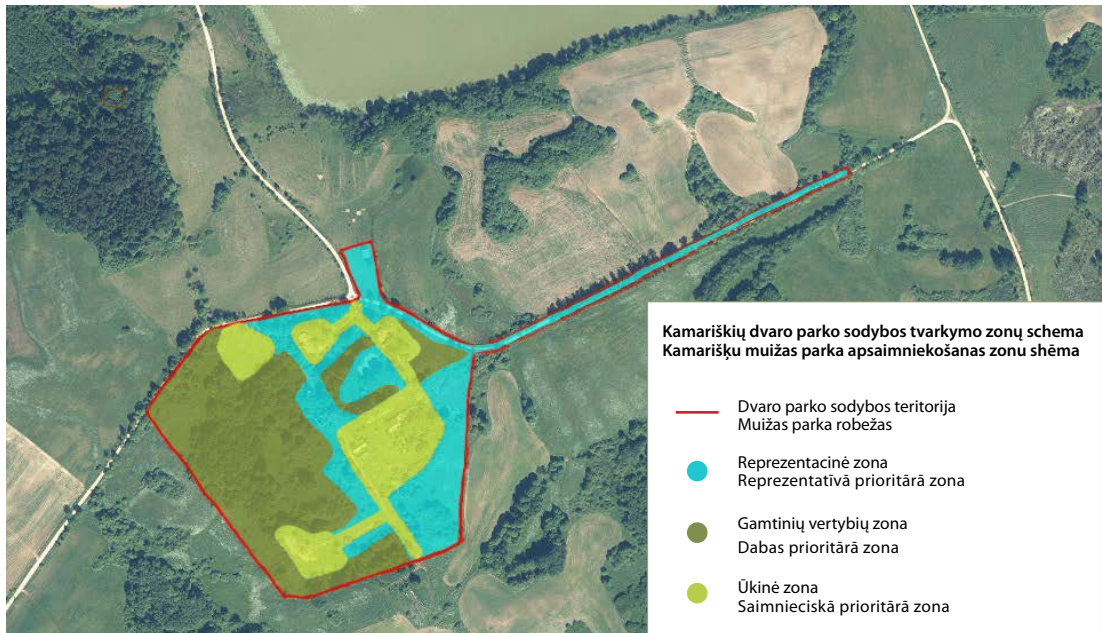 Kamariškių dvaro parko sodybos tvarkymo zonų schema
Kamarišķu muižas parka apsaimniekošanas zonu shēma
Dvaro parko sodybos teritorija
Muižas parka robežas
Reprezentacinė zona
Reprezentatīvā prioritārā zona
Gamtinių vertybių zona
Dabas prioritārā zona
Ūkinė zona
Saimnieciskā prioritārā zona